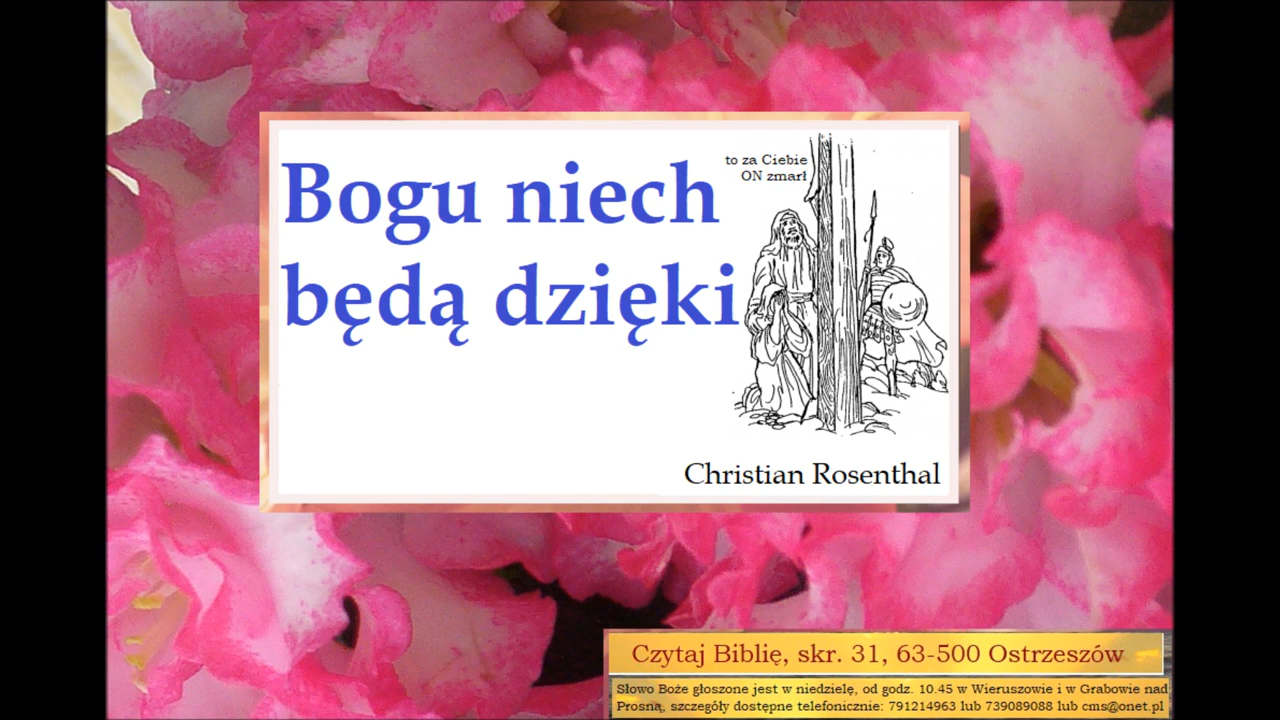 Bogu niech
będą dzięki
to za Ciebie
ON zmarł
Christian Rosenthal
Czytaj Biblię, skr. 31, 63-500 Ostrzeszów
Słowo Boże głoszone jest w niedzielę, od godz. 10.45 w Wieruszowie i w Grabowie nad
Prosną, szczegóły dostępne telefonicznie: 791214963 lub 739089088 lub cms@onet.pl